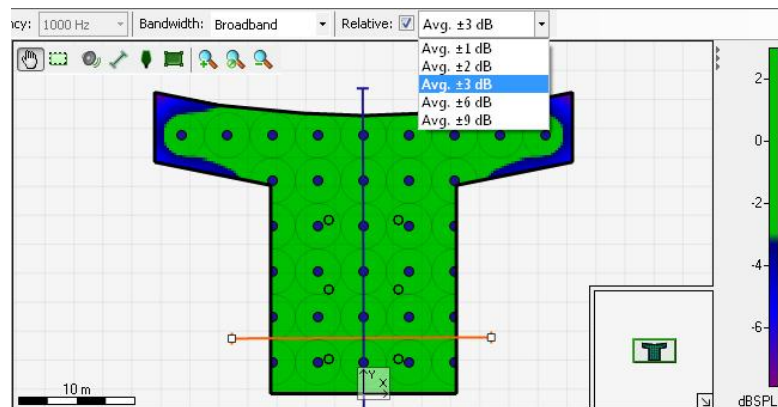 ncy: 1000 Hz Bandwidth: Broadband Relative: Avg. ±3 dB
Avg. ±1 dB
Avg. ±2 dB
Avg. ±3 dB
Avg. ±6 dB
Avg. ±9 dB
2-
0-
-2-
-4-
-6-
Y
X
10 m
dBSPL